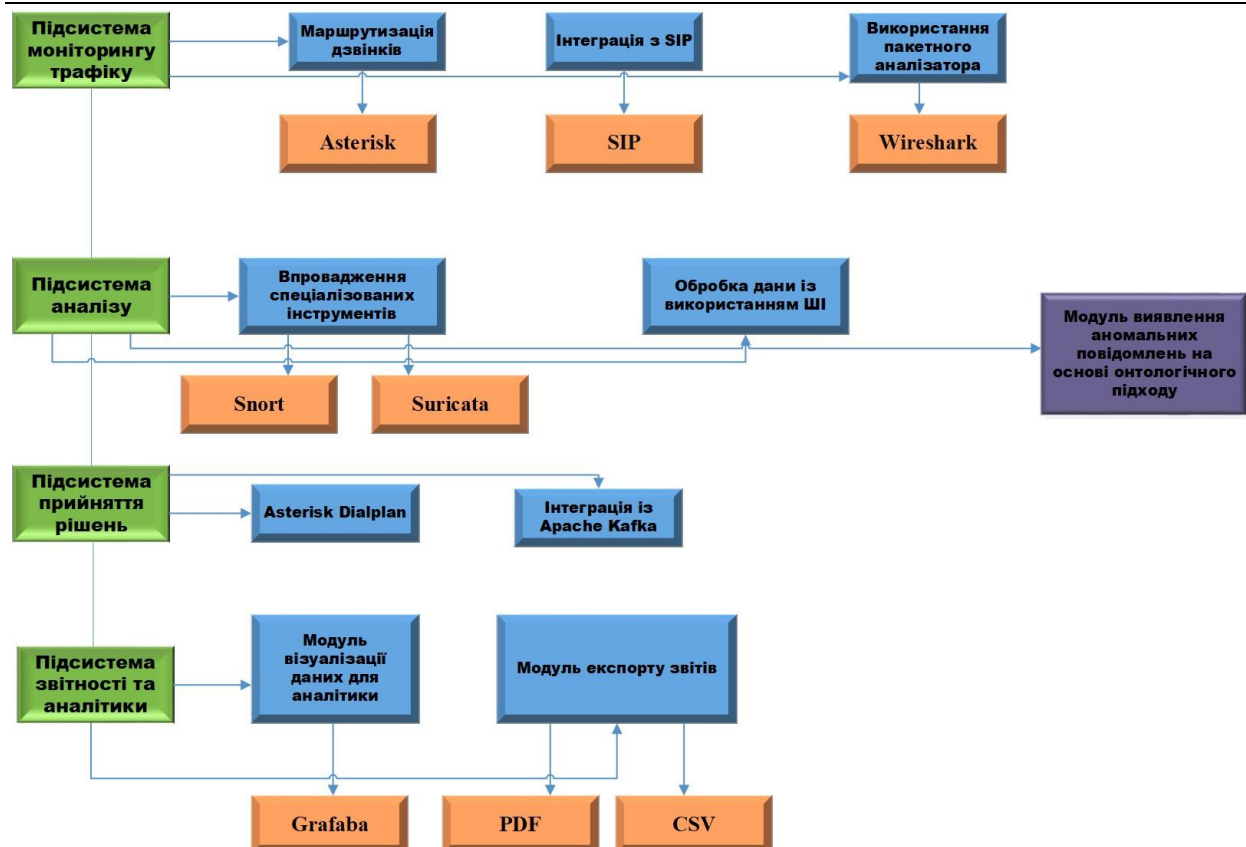 Підсистема
моніторингу
трафіку
Маршрутизація
дзвінків
Інтеграція з SIP
Використання
пакетного
аналізатора
Asterisk
SIP
Wireshark
Підсистема
аналізу
Впровадження
спеціалізованих
інструментів
Обробка дани із
використанням ШІ
Модуль виявлення
аномальних
повідомлень на
основі онтологічного
підходу
Snort
Suricata
Підсистема
прийняття
рішень
Asterisk Dialplan
Інтеграція із
Apache Kafka
Підсистема
звітності та
аналітики
Модуль
візуалізації
даних для
аналітики
Модуль експорту звітів
Grafaba
PDF
CSV